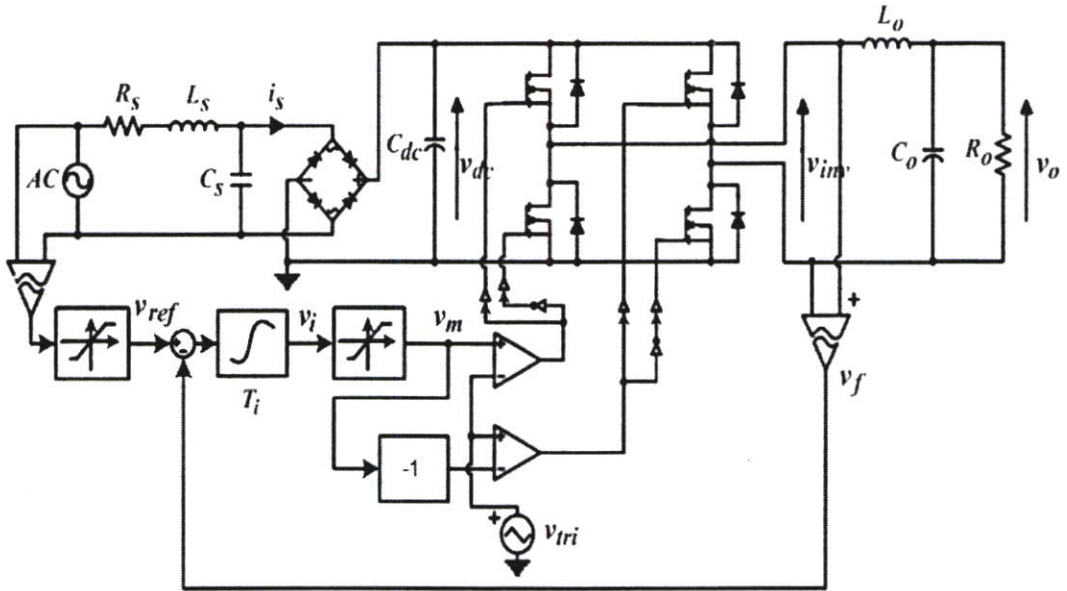 L_o
R_s
L_s
i_s
AC
C_s
C_dc
v_dc
v_inv
C_o
R_o
v_o
v_ref
+
-
v_i
v_m
+
-
+
v_f
T_i
-1
+
-
+
v_tri